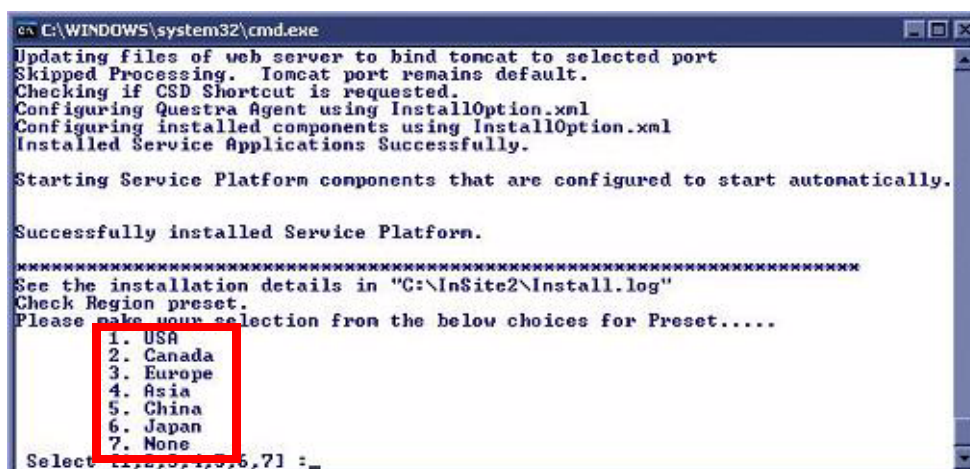 C:\WINDOWS\system32\cmd.exe
Updating files of web server to bind tomcat to selected port
Skipped Processing. Tomcat port remains default.
Checking if CSD Shortcut is requested.
Configuring Questra Agent using InstallOption.xml
Configuring installed components using InstallOption.xml
Installed Service Applications Successfully.
Starting Service Platform components that are configured to start automatically.
Successfully installed Service Platform.
*************************************************************************
See the installation details in "C:\InSite2\Install.log"
Check Region preset.
Please make your selection from the below choices for Preset.....
1. USA
2. Canada
3. Europe
4. Asia
5. China
6. Japan
7. None
Select [1,2,3,4,5,6,7] :_